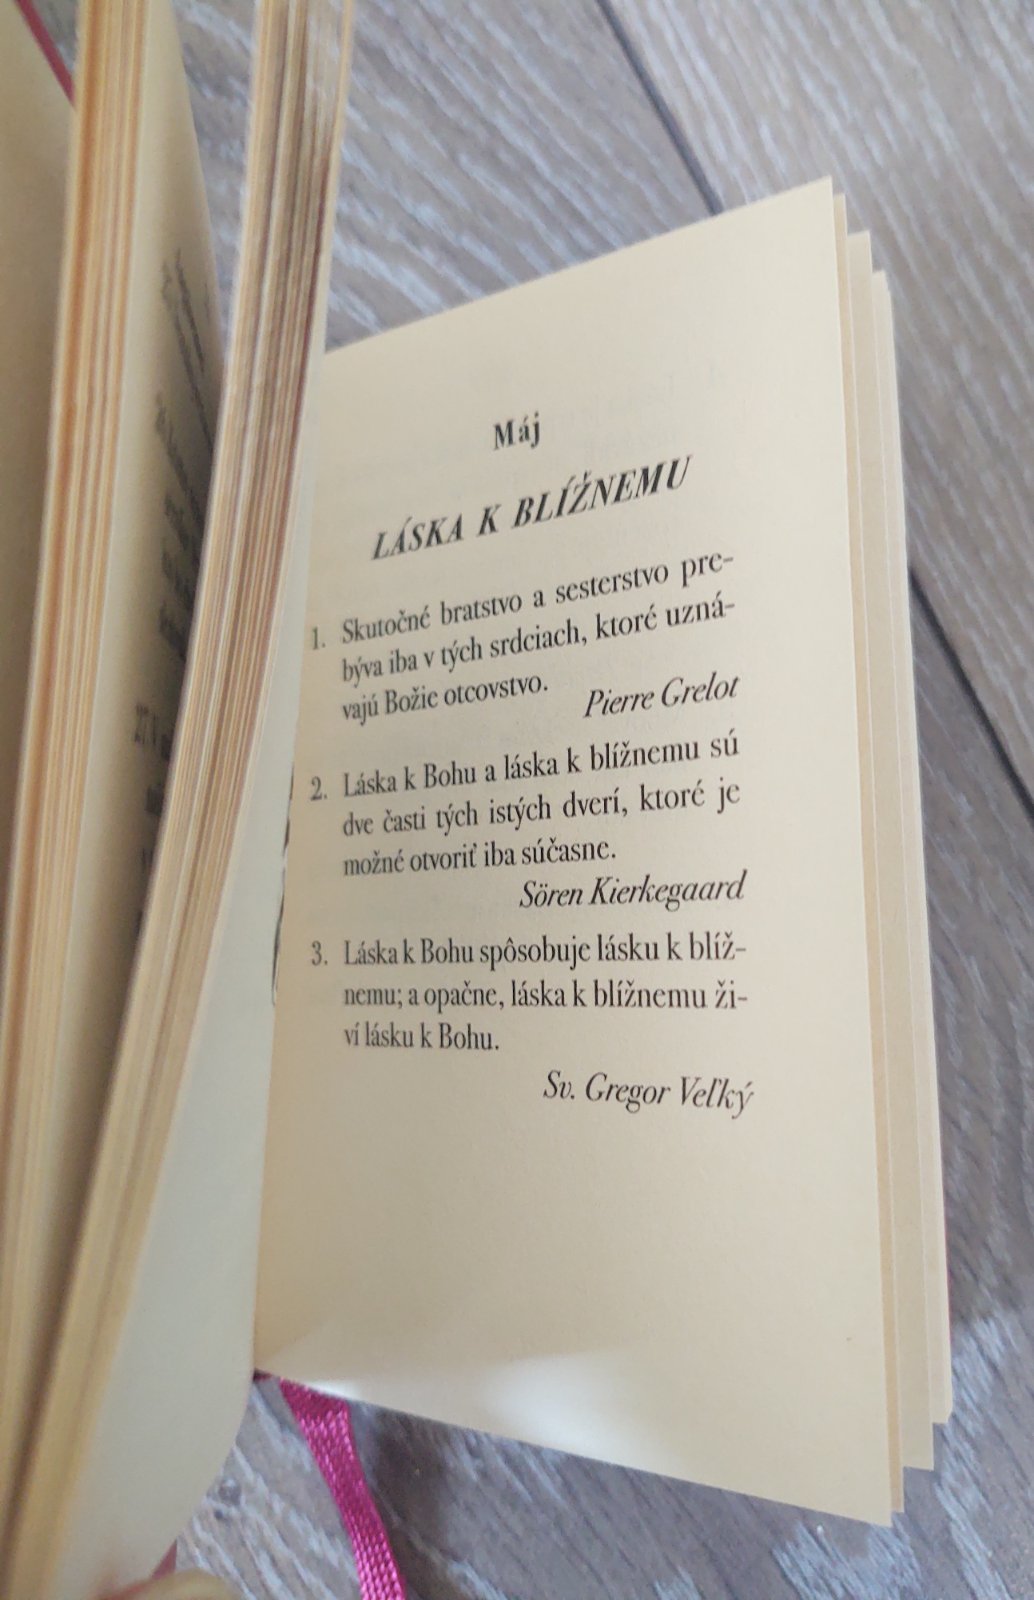 Máj
LÁSKA K BLÍŽNEMU
1. Skutočné bratstvo a sesterstvo pre-
býva iba v tých srdciach, ktoré uzná-
vajú Božie otcovstvo.
Pierre Grelot
2. Láska k Bohu a láska k blížnemu sú
dve časti tých istých dverí, ktoré je
možné otvoriť iba súčasne.
Sören Kierkegaard
3. Láska k Bohu spôsobuje lásku k blíž-
nemu; a opačne, láska k blížnemu ži-
ví lásku k Bohu.
Sv. Gregor Veľký